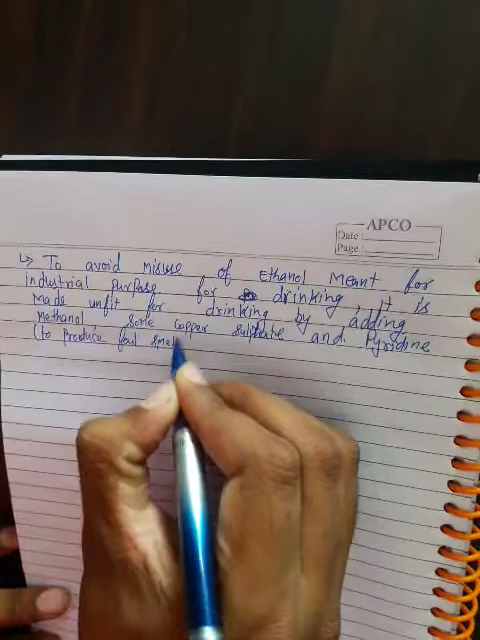 APCO
Date :
Page :
↳ To avoid misuse of Ethanol Meant for
Industrial Purpase for drinking, it is
made unfit for drinking by adding
Methanol some copper sulphate and Pyridine
(to produce foul smel